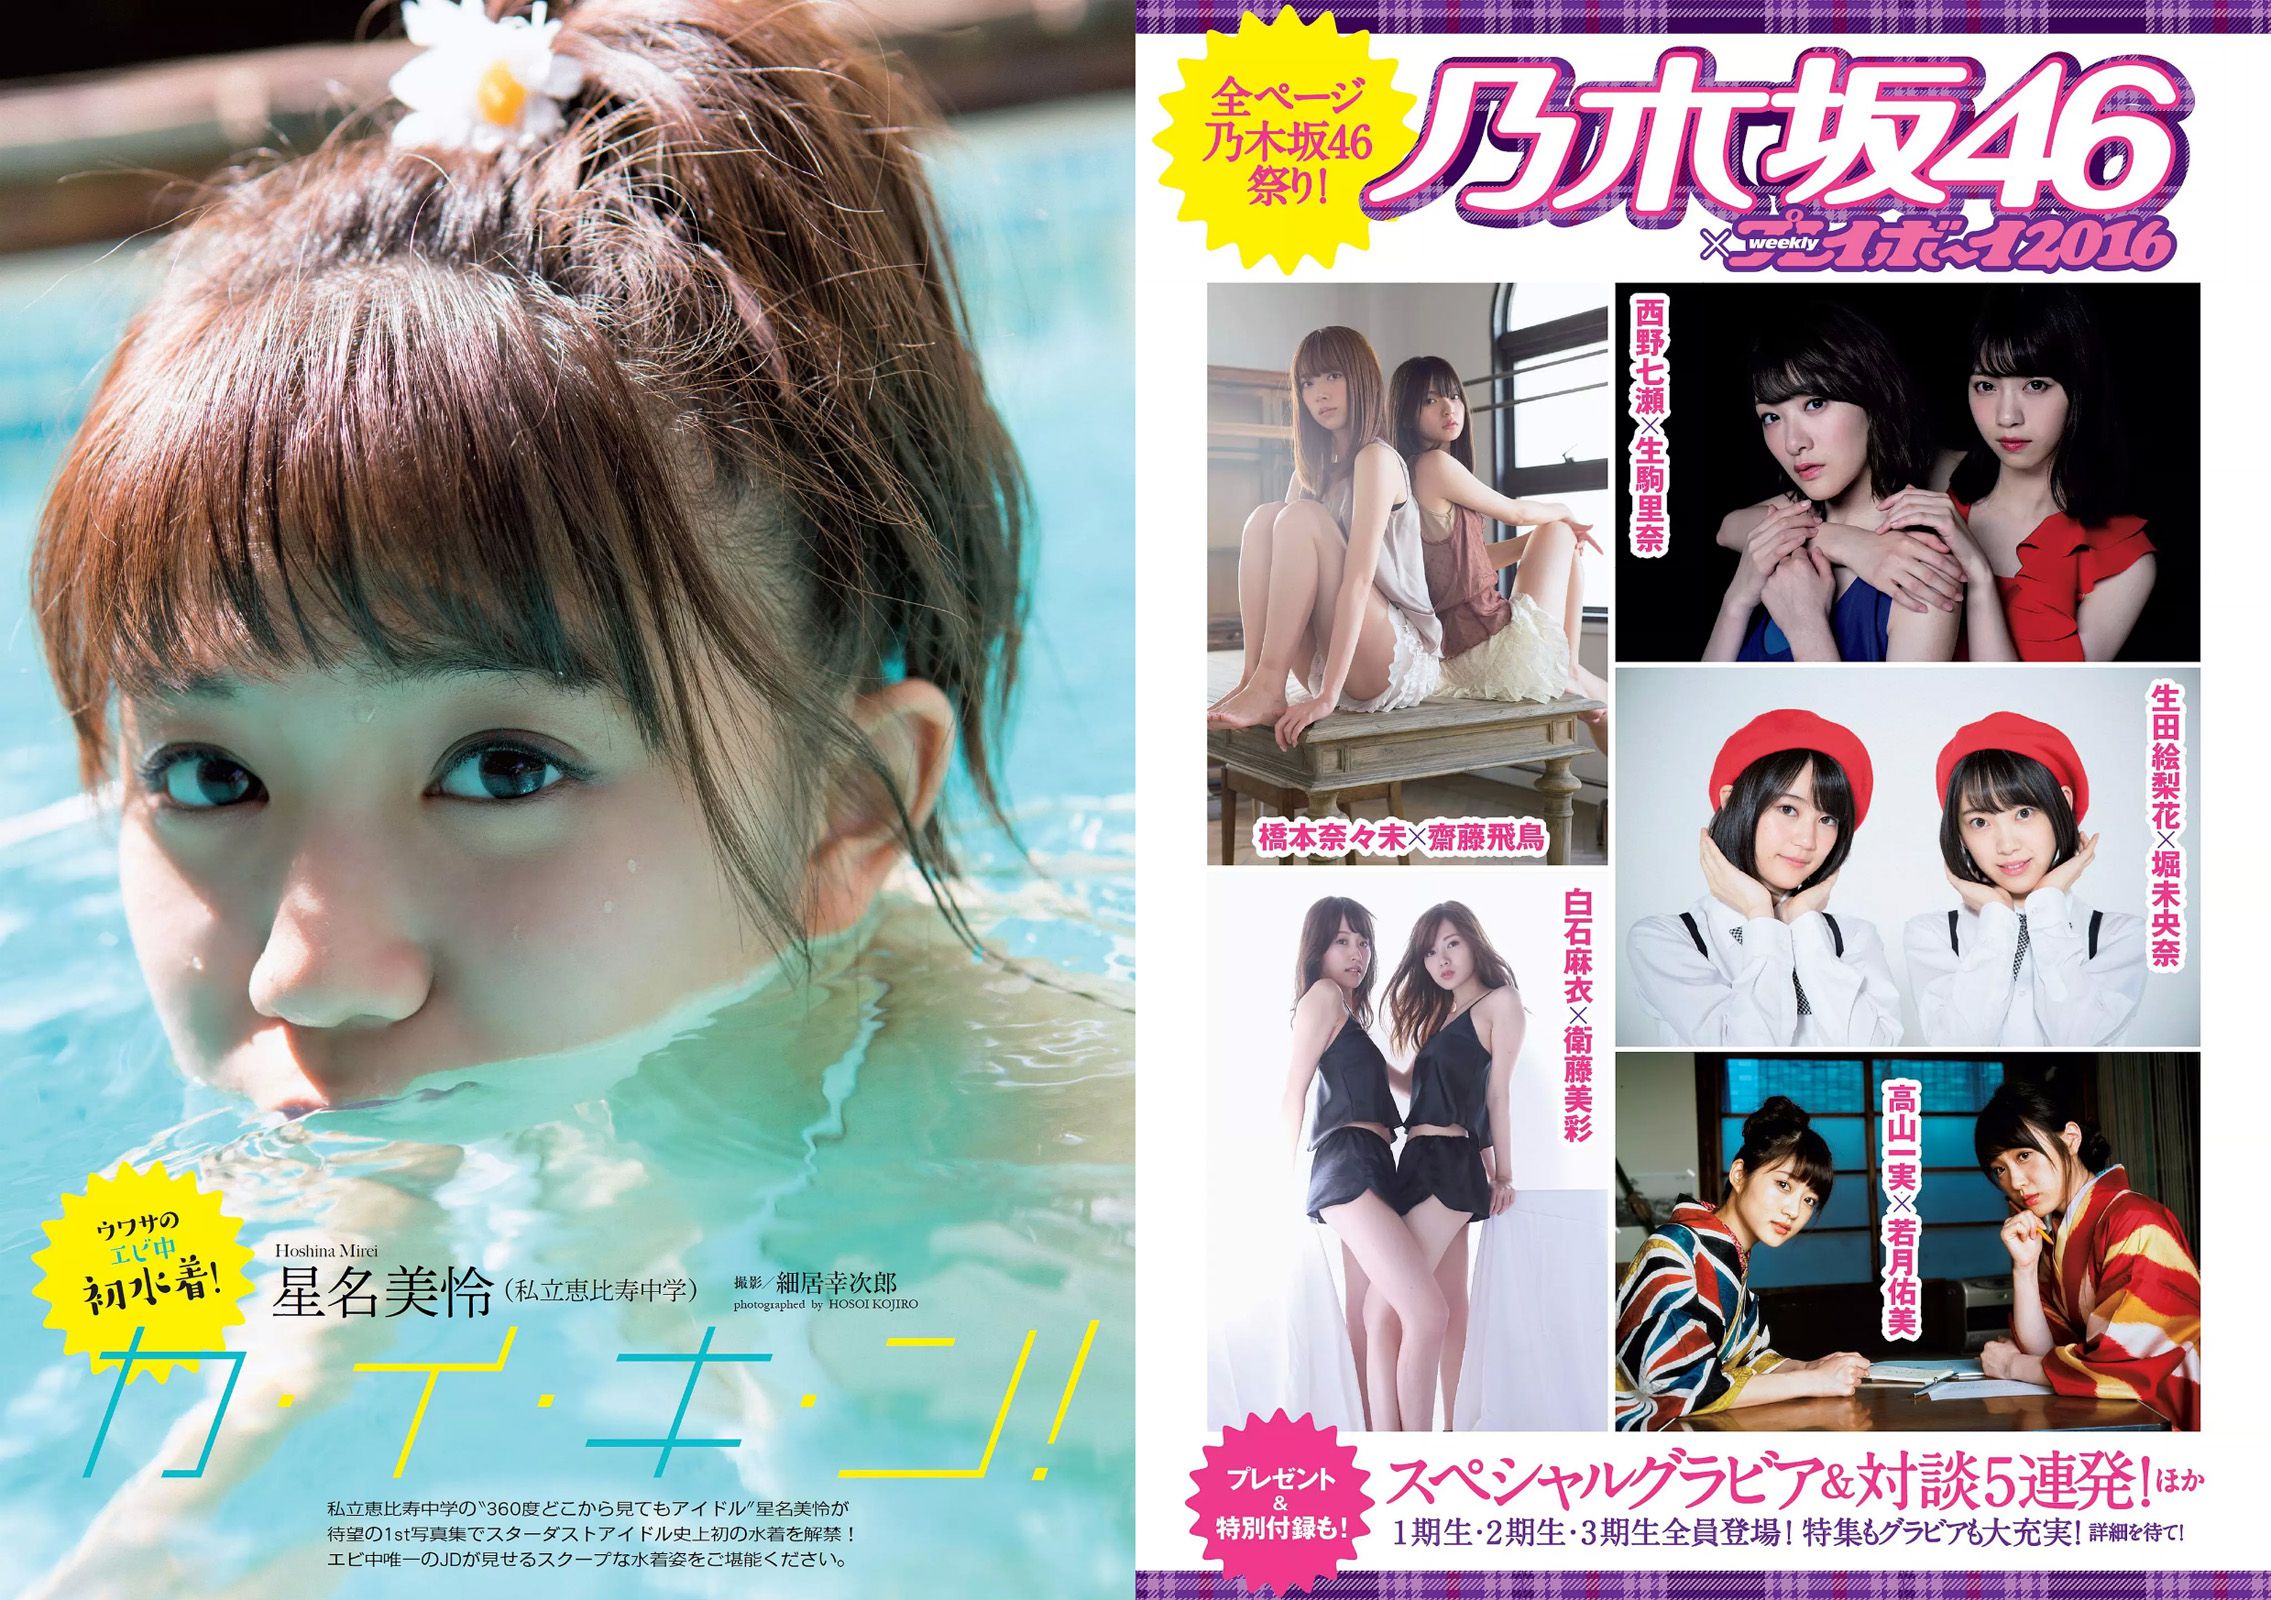 ウワサの
エビ中
初水着!
Hoshina Mirei
星名美怜(私立恵比寿中学)
撮影/細居幸次郎
photographed by HOSOI KOJIRO
カ・イ・キ・ン!!
私立恵比寿中学の〝360度どこから見てもアイドル〟星名美怜が
待望の1st写真集でスターダストアイドル史上初の水着を解禁!
エビ中唯一のJDが見せるスクープな水着姿をご堪能ください。
全ページ
乃木坂46
祭り!
乃木坂46
×weeklyプレイボーイ2016
橋本奈々未×齋藤飛鳥
西野七瀬×生駒里奈
生田絵梨花×堀未央奈
白石麻衣×衛藤美彩
高山一実×若月佑美
プレゼント
&
特別付録も!
スペシャルグラビア&対談5連発!ほか
1期生・2期生・3期生全員登場!特集もグラビアも大充実!詳細を待て!